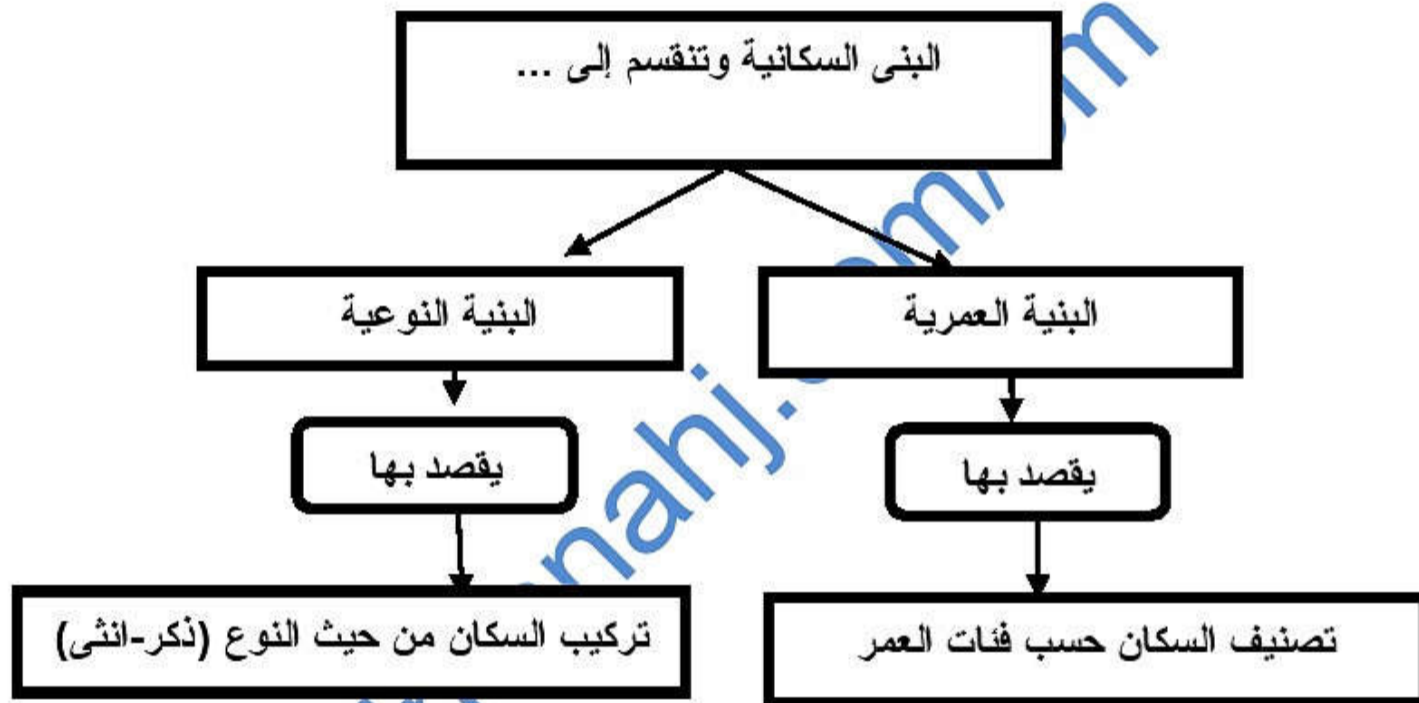 البنى السكانية وتنقسم إلى ...
البنية العمرية
البنية النوعية
يقصد بها
يقصد بها
تصنيف السكان حسب فئات العمر
تركيب السكان من حيث النوع (ذكر-انثى)